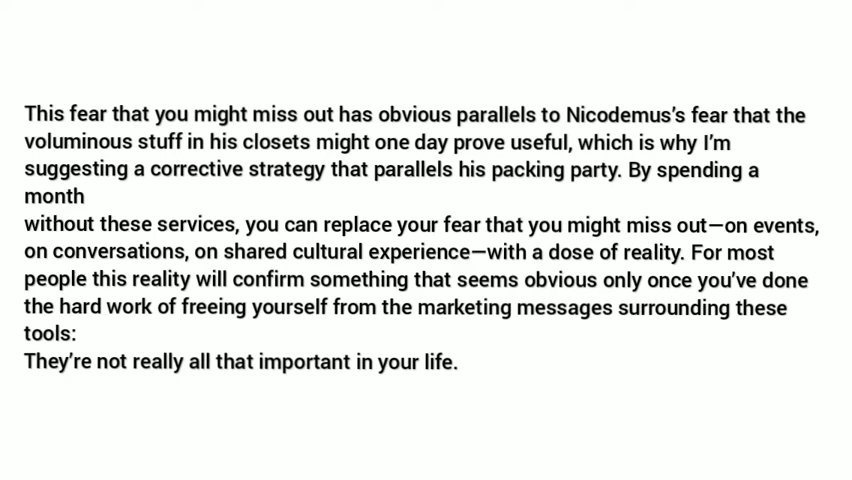 This fear that you might miss out has obvious parallels to Nicodemus’s fear that the
voluminous stuff in his closets might one day prove useful, which is why I’m
suggesting a corrective strategy that parallels his packing party. By spending a
month
without these services, you can replace your fear that you might miss out—on events,
on conversations, on shared cultural experience—with a dose of reality. For most
people this reality will confirm something that seems obvious only once you’ve done
the hard work of freeing yourself from the marketing messages surrounding these
tools:
They’re not really all that important in your life.